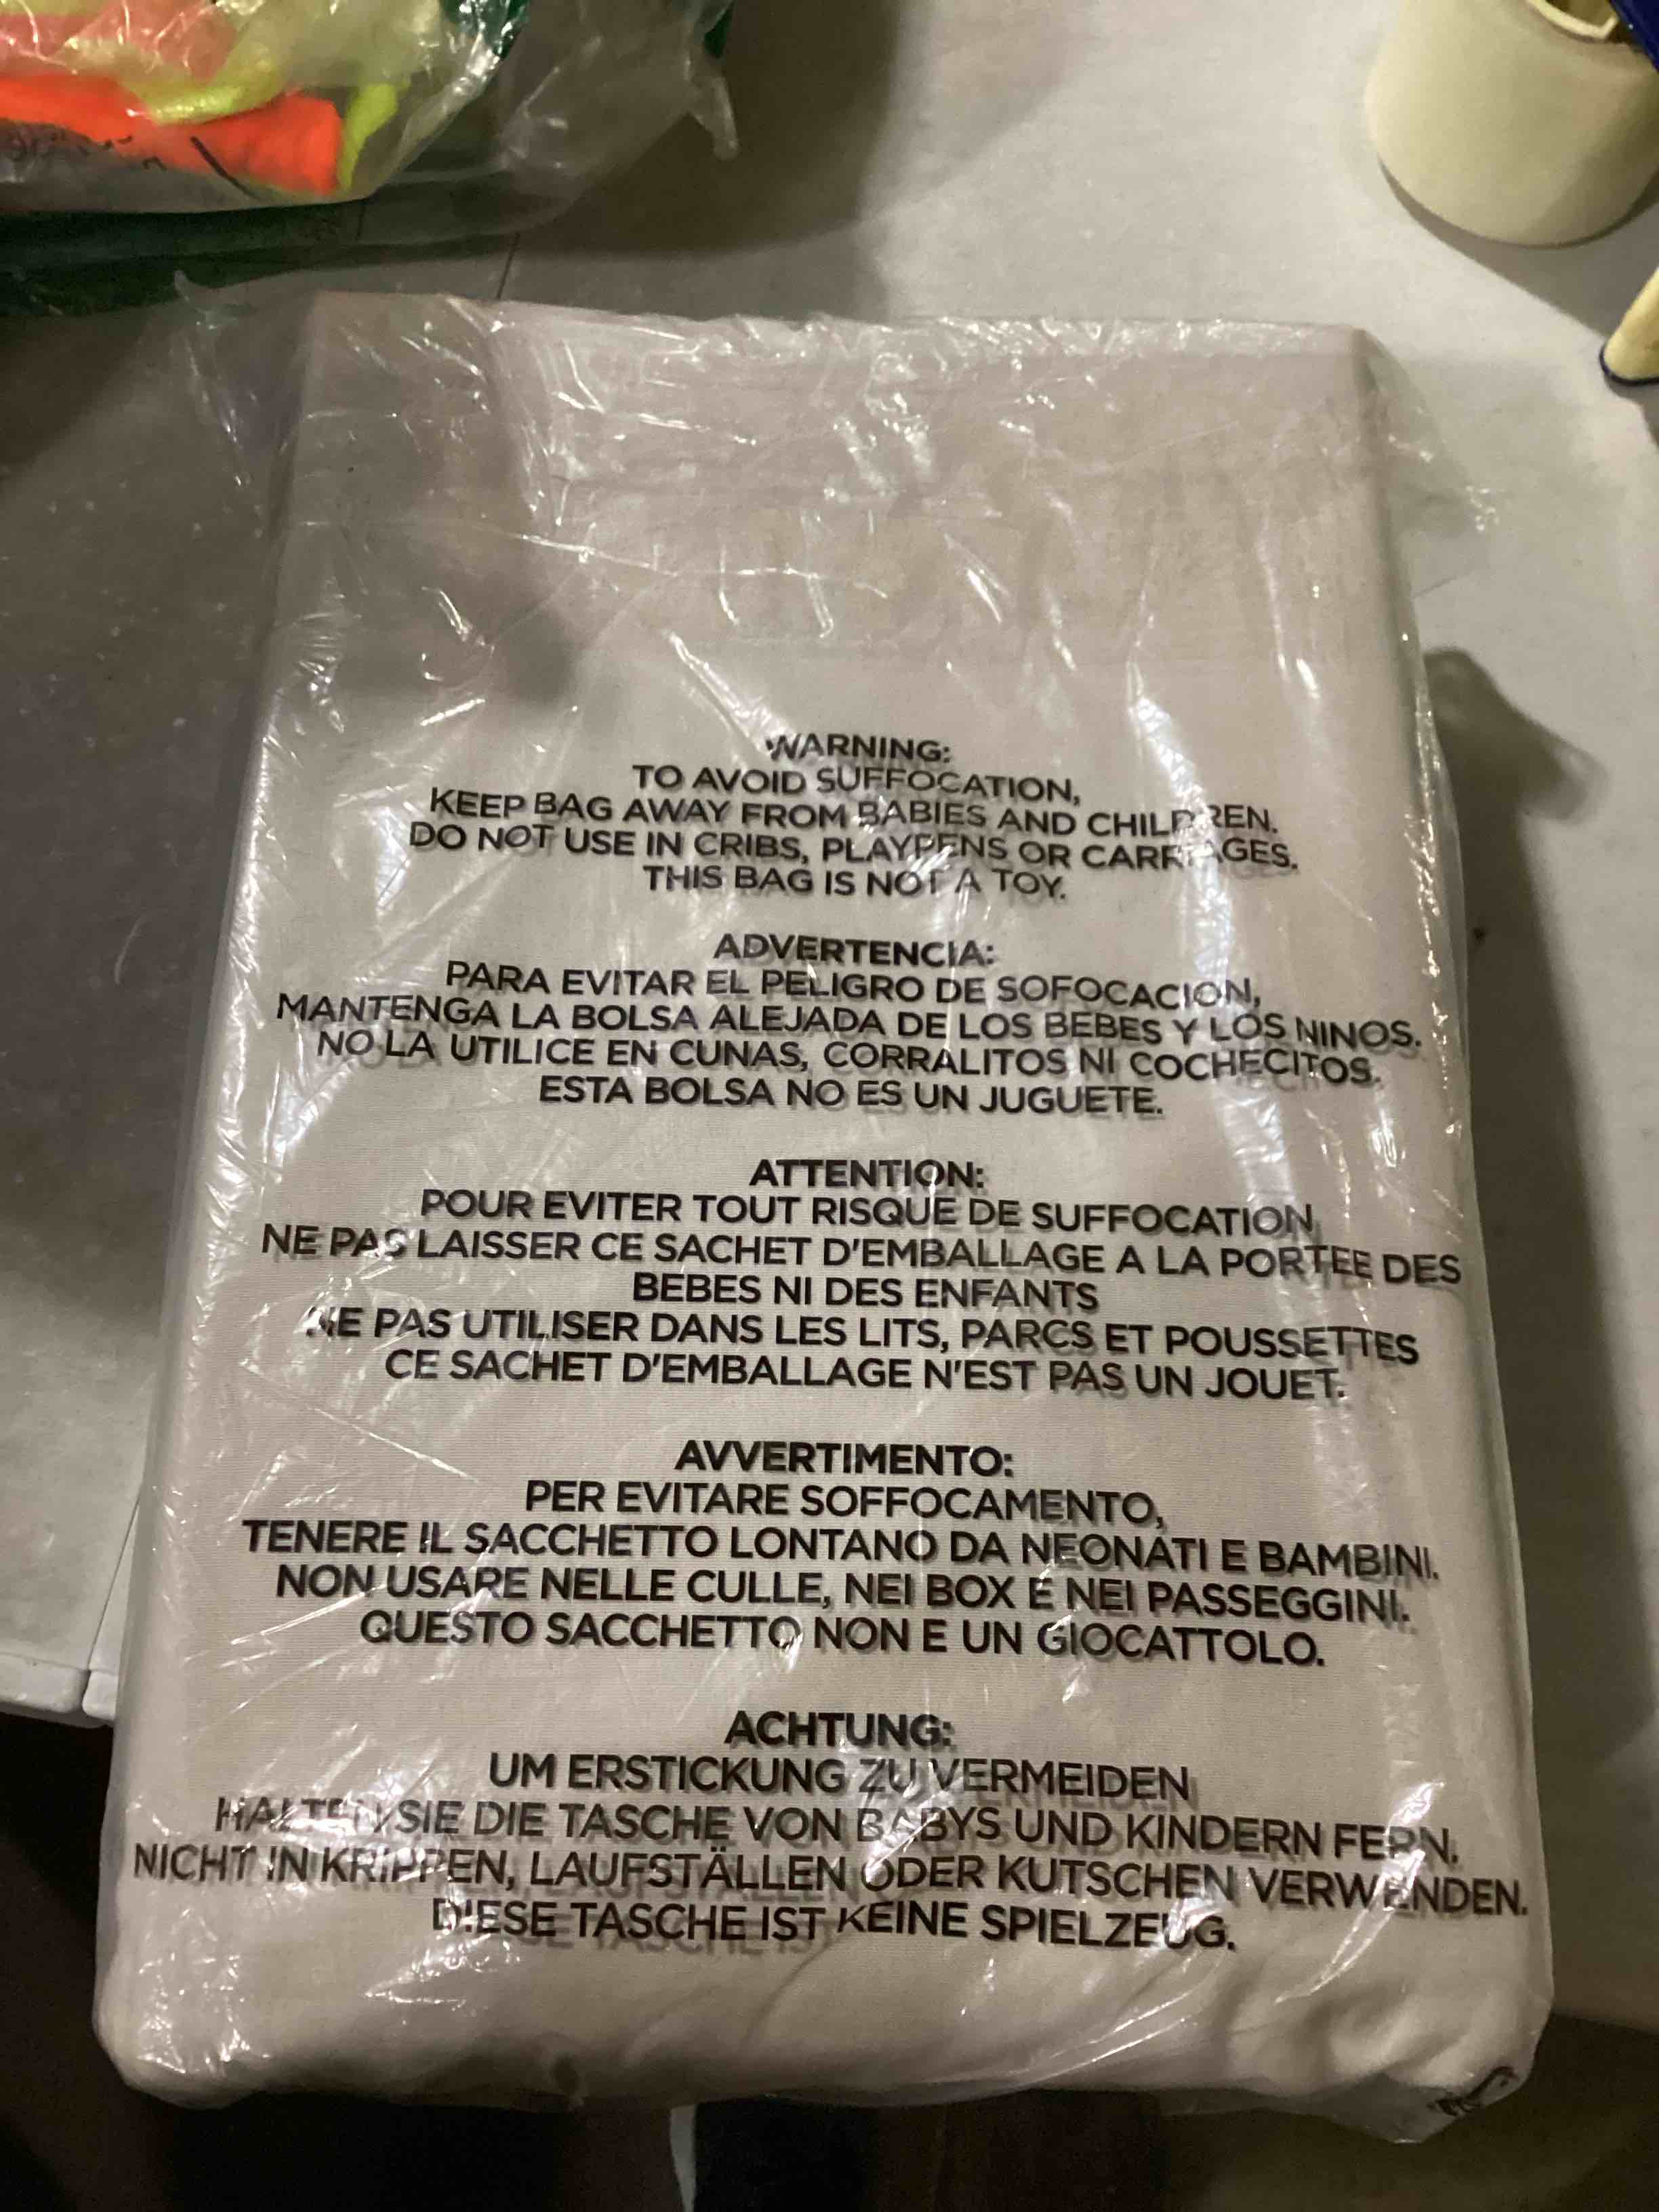 WARNING:
TO AVOID SUFFOCATION,
KEEP BAG AWAY FROM BABIES AND CHILDREN.
DO NOT USE IN CRIBS, PLAYPENS OR CARRIAGES.
THIS BAG IS NOT A TOY.
ADVERTENCIA:
PARA EVITAR EL PELIGRO DE SOFOCACION,
MANTENGA LA BOLSA ALEJADA DE LOS BEBES Y LOS NINOS.
NO LA UTILICE EN CUNAS, CORRALITOS NI COCHECITOS.
ESTA BOLSA NO ES UN JUGUETE.
ATTENTION:
POUR EVITER TOUT RISQUE DE SUFFOCATION,
NE PAS LAISSER CE SACHET D'EMBALLAGE A LA PORTEE DES
BEBES NI DES ENFANTS
NE PAS UTILISER DANS LES LITS, PARCS ET POUSSETTES
CE SACHET D'EMBALLAGE N'EST PAS UN JOUET.
AVVERTIMENTO:
PER EVITARE SOFFOCAMENTO,
TENERE IL SACCHETTO LONTANO DA NEONATI E BAMBINI.
NON USARE NELLE CULLE, NEI BOX E NEI PASSEGGINI.
QUESTO SACCHETTO NON E UN GIOCATTOLO.
ACHTUNG:
UM ERSTICKUNG ZU VERMEIDEN
HALTEN SIE DIE TASCHE VON BABYS UND KINDERN FERN.
NICHT IN KRIPPEN, LAUFSTÄLLEN ODER KUTSCHEN VERWENDEN.
DIESE TASCHE IST KEINE SPIELZEUG.